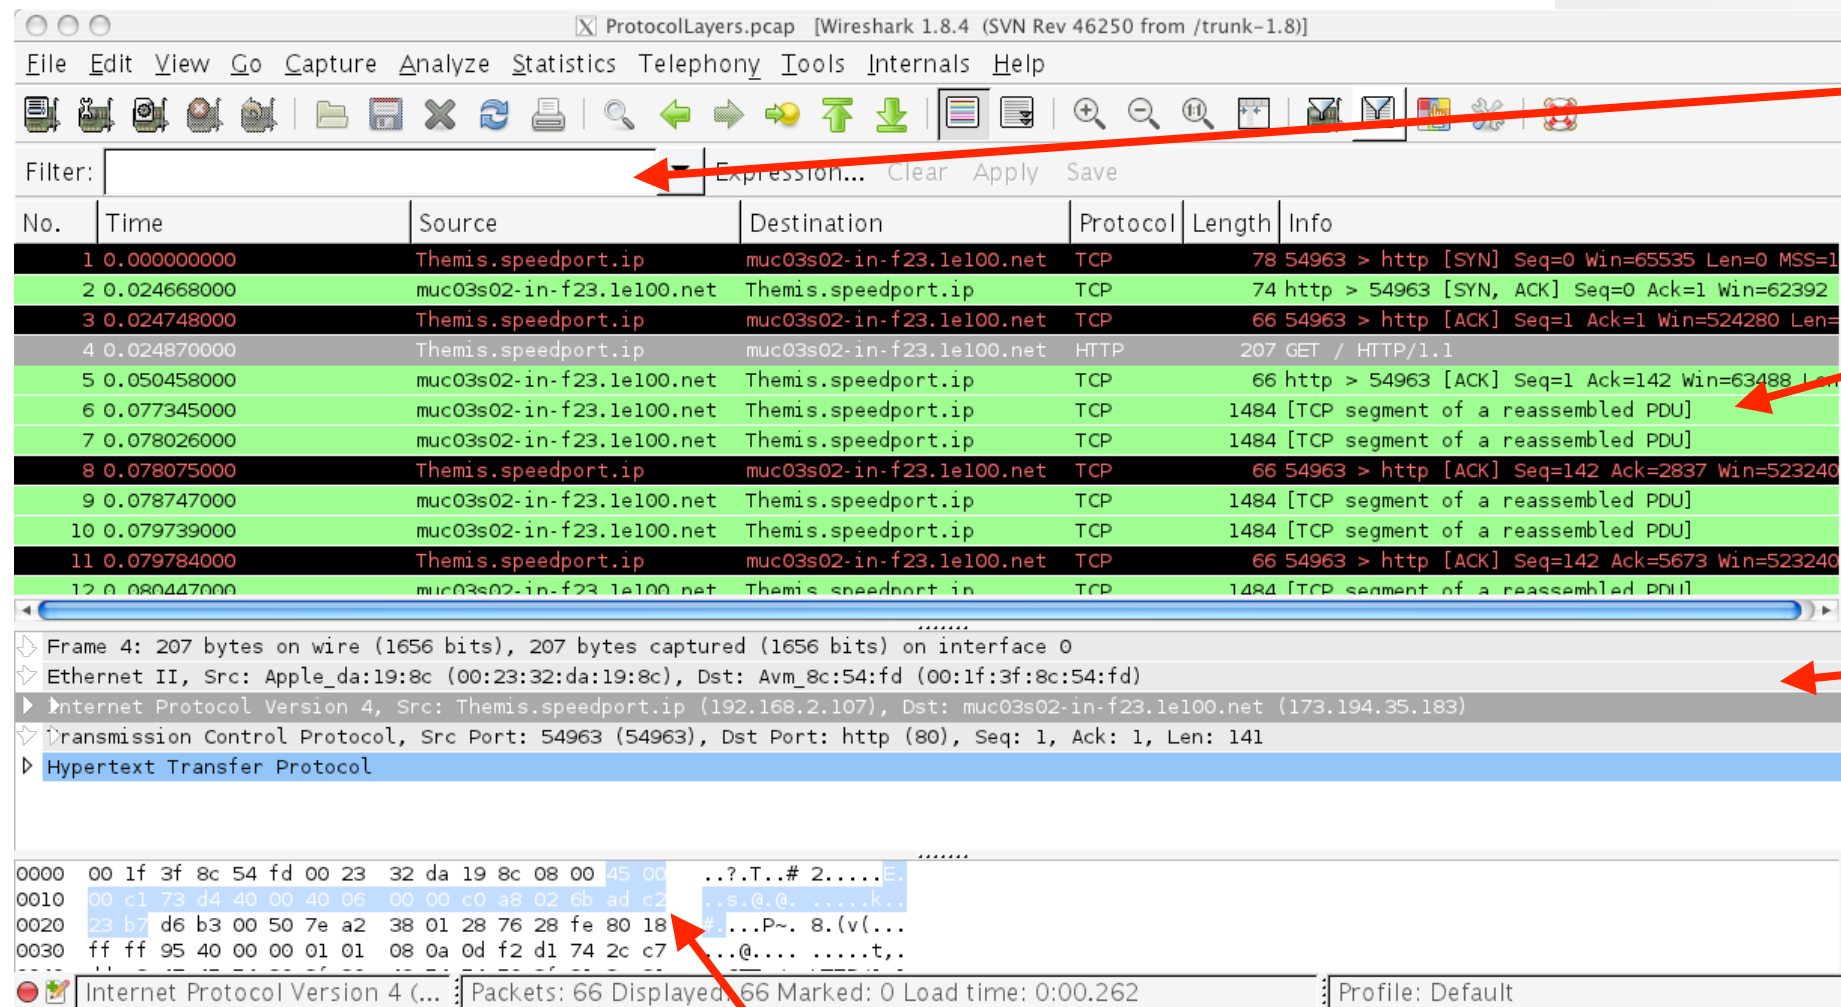 ProtocolLayers.pcap [Wireshark 1.8.4 (SVN Rev 46250 from /trunk-1.8)]
File Edit View Go Capture Analyze Statistics Telephony Tools Internals Help
Filter: Expression... Clear Apply Save
No. Time Source Destination Protocol Length Info
1 0.000000000 Themis.speedport.ip muc03s02-in-f23.1e100.net TCP 78 54963 > http [SYN] Seq=0 Win=65535 Len=0 MSS=1
2 0.024668000 muc03s02-in-f23.1e100.net Themis.speedport.ip TCP 74 http > 54963 [SYN, ACK] Seq=0 Ack=1 Win=62392
3 0.024748000 Themis.speedport.ip muc03s02-in-f23.1e100.net TCP 66 54963 > http [ACK] Seq=1 Ack=1 Win=524280 Len=
4 0.024870000 Themis.speedport.ip muc03s02-in-f23.1e100.net HTTP 207 GET / HTTP/1.1
5 0.050458000 muc03s02-in-f23.1e100.net Themis.speedport.ip TCP 66 http > 54963 [ACK] Seq=1 Ack=142 Win=63488 Len
6 0.077345000 muc03s02-in-f23.1e100.net Themis.speedport.ip TCP 1484 [TCP segment of a reassembled PDU]
7 0.078026000 muc03s02-in-f23.1e100.net Themis.speedport.ip TCP 1484 [TCP segment of a reassembled PDU]
8 0.078075000 Themis.speedport.ip muc03s02-in-f23.1e100.net TCP 66 54963 > http [ACK] Seq=142 Ack=2837 Win=523240
9 0.078747000 muc03s02-in-f23.1e100.net Themis.speedport.ip TCP 1484 [TCP segment of a reassembled PDU]
10 0.079739000 muc03s02-in-f23.1e100.net Themis.speedport.ip TCP 1484 [TCP segment of a reassembled PDU]
11 0.079784000 Themis.speedport.ip muc03s02-in-f23.1e100.net TCP 66 54963 > http [ACK] Seq=142 Ack=5673 Win=523240
12 0.080447000 muc03s02-in-f23.1e100.net Themis.speedport.ip TCP 1484 [TCP segment of a reassembled PDU]
Frame 4: 207 bytes on wire (1656 bits), 207 bytes captured (1656 bits) on interface 0
Ethernet II, Src: Apple_da:19:8c (00:23:32:da:19:8c), Dst: Avm_8c:54:fd (00:1f:3f:8c:54:fd)
Internet Protocol Version 4, Src: Themis.speedport.ip (192.168.2.107), Dst: muc03s02-in-f23.1e100.net (173.194.35.183)
Transmission Control Protocol, Src Port: 54963 (54963), Dst Port: http (80), Seq: 1, Ack: 1, Len: 141
Hypertext Transfer Protocol
0000 00 1f 3f 8c 54 fd 00 23 32 da 19 8c 08 00 45 00 ..?.T..# 2.....E.
0010 00 c1 73 d4 40 00 40 06 00 00 c0 a8 02 6b ad c2 ..s.@.@. .....k..
0020 23 b7 d6 b3 00 50 7e a2 38 01 28 76 28 fe 80 18 #....P~. 8.(v(...
0030 ff ff 95 40 00 00 01 01 08 0a 0d f2 d1 74 2c c7 ...@.... .....t,.
Internet Protocol Version 4 (... Packets: 66 Displayed: 66 Marked: 0 Load time: 0:00.262 Profile: Default